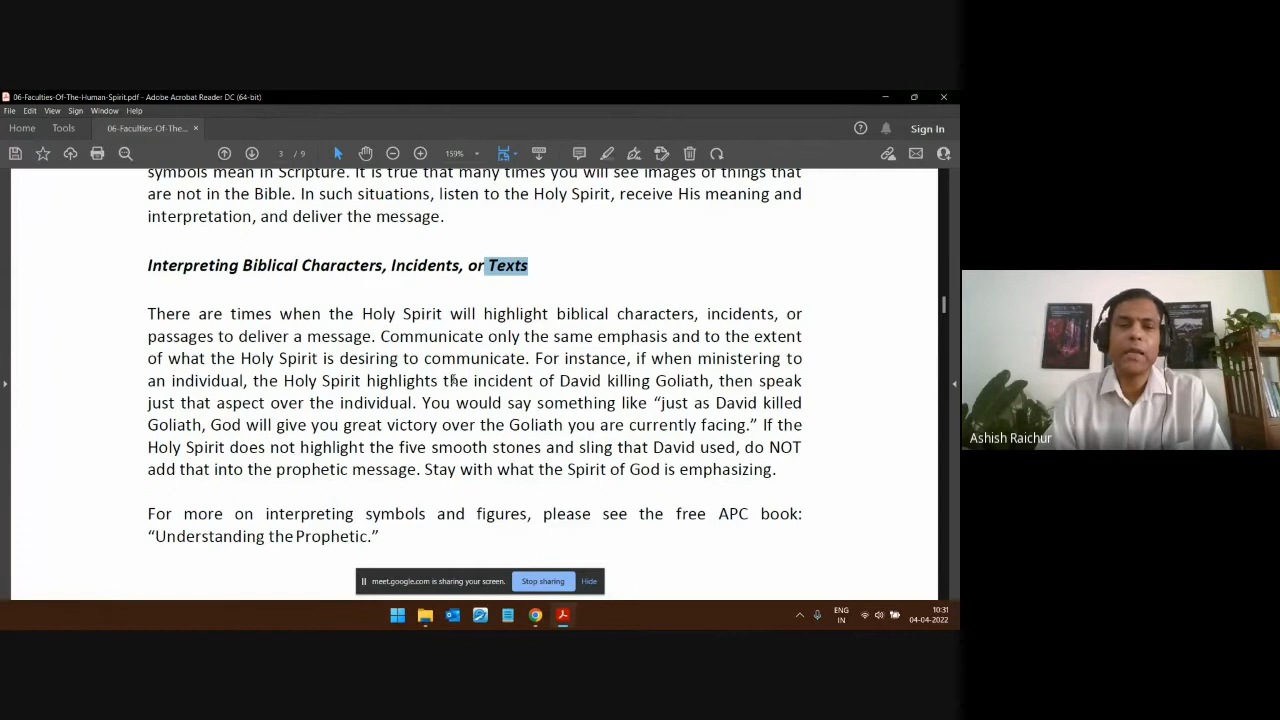 06-Faculties-Of-The-Human-Spirit.pdf - Adobe Acrobat Reader DC (64-bit)
File Edit View Sign Window Help
Home Tools 06-Faculties-Of-The... × Sign In
3 / 9 159%
symbols mean in Scripture. It is true that many times you will see images of things that
are not in the Bible. In such situations, listen to the Holy Spirit, receive His meaning and
interpretation, and deliver the message.
Interpreting Biblical Characters, Incidents, or Texts
There are times when the Holy Spirit will highlight biblical characters, incidents, or
passages to deliver a message. Communicate only the same emphasis and to the extent
of what the Holy Spirit is desiring to communicate. For instance, if when ministering to
an individual, the Holy Spirit highlights the incident of David killing Goliath, then speak
just that aspect over the individual. You would say something like “just as David killed
Goliath, God will give you great victory over the Goliath you are currently facing.” If the
Holy Spirit does not highlight the five smooth stones and sling that David used, do NOT
add that into the prophetic message. Stay with what the Spirit of God is emphasizing.
For more on interpreting symbols and figures, please see the free APC book:
“Understanding the Prophetic.”
meet.google.com is sharing your screen. Stop sharing Hide
ENG
IN
10:31
04-04-2022
Ashish Raichur